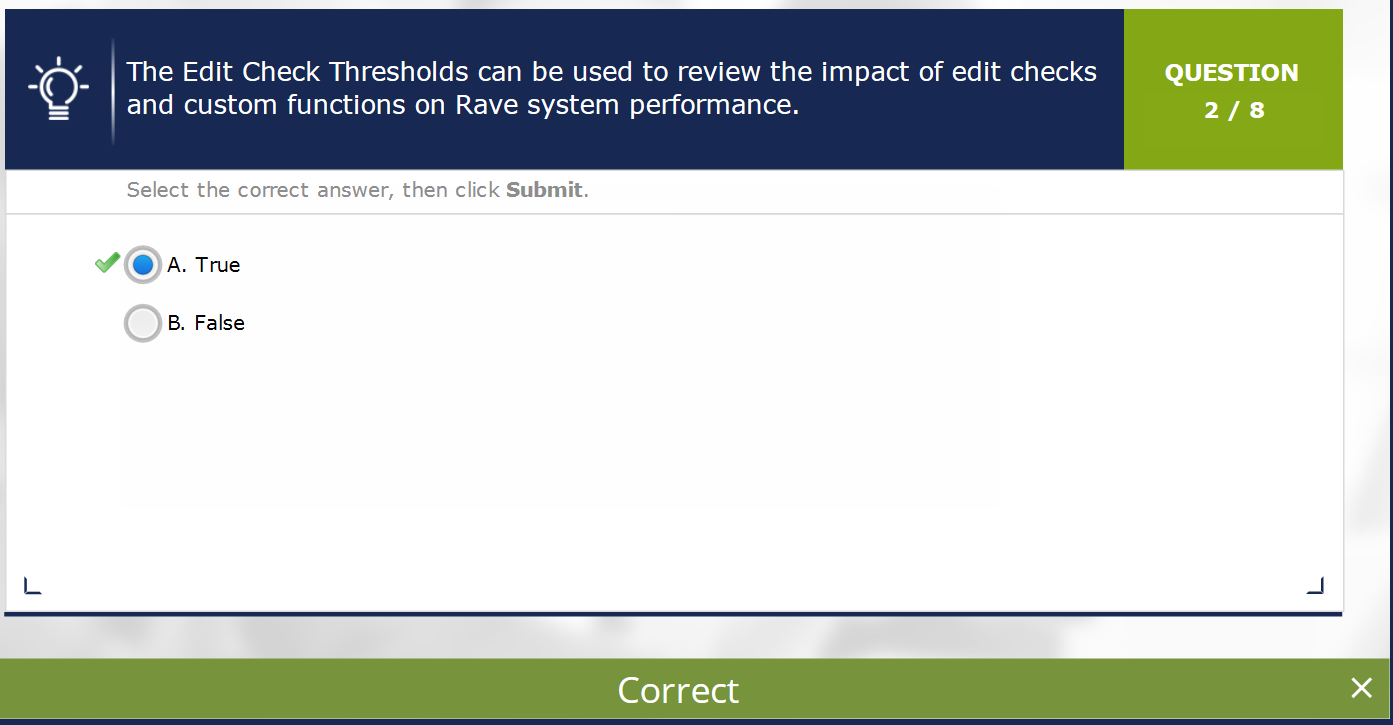 The Edit Check Thresholds can be used to review the impact of edit checks
and custom functions on Rave system performance.
QUESTION
2 / 8
Select the correct answer, then click Submit.
A. True
B. False
Correct